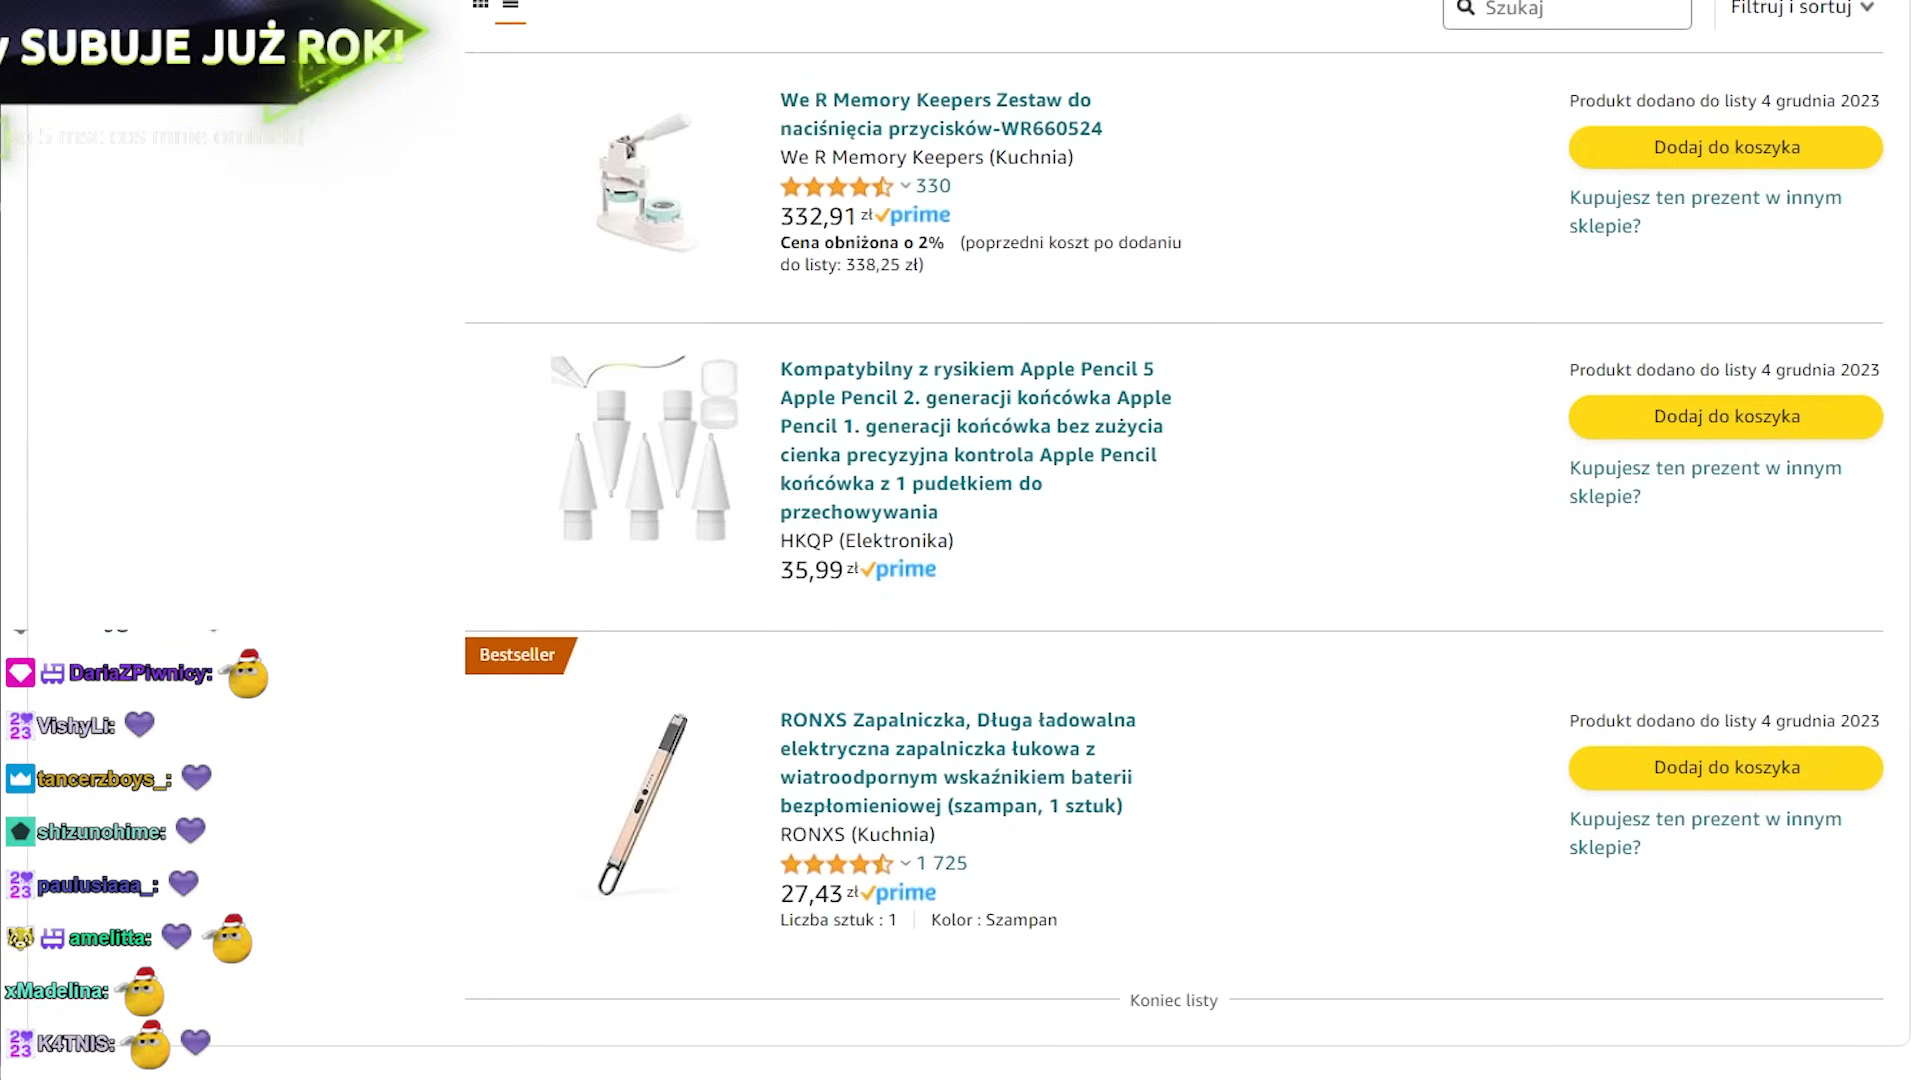 SUBUJE JUŻ ROK!
Szukaj
Filtruj i sortuj
We R Memory Keepers Zestaw do
naciśnięcia przycisków-WR660524
We R Memory Keepers (Kuchnia)
330
332,91 zł prime
Cena obniżona o 2% (poprzedni koszt po dodaniu
do listy: 338,25 zł)
Produkt dodano do listy 4 grudnia 2023
Dodaj do koszyka
Kupujesz ten prezent w innym
sklepie?
Kompatybilny z rysikiem Apple Pencil 5
Apple Pencil 2. generacji końcówka Apple
Pencil 1. generacji końcówka bez zużycia
cienka precyzyjna kontrola Apple Pencil
końcówka z 1 pudełkiem do
przechowywania
HKQP (Elektronika)
35,99 zł prime
Produkt dodano do listy 4 grudnia 2023
Dodaj do koszyka
Kupujesz ten prezent w innym
sklepie?
Bestseller
RONXS Zapalniczka, Długa ładowalna
elektryczna zapalniczka łukowa z
wiatroodpornym wskaźnikiem baterii
bezpłomieniowej (szampan, 1 sztuk)
RONXS (Kuchnia)
1 725
27,43 zł prime
Liczba sztuk : 1 Kolor : Szampan
Produkt dodano do listy 4 grudnia 2023
Dodaj do koszyka
Kupujesz ten prezent w innym
sklepie?
Koniec listy
DariaZPiwnicy:
2023 VishyLi:
tancerzboys_:
shizunohime:
2023 paulusiaaa_:
amelitta:
xMadelina:
2023 K4TNIS: